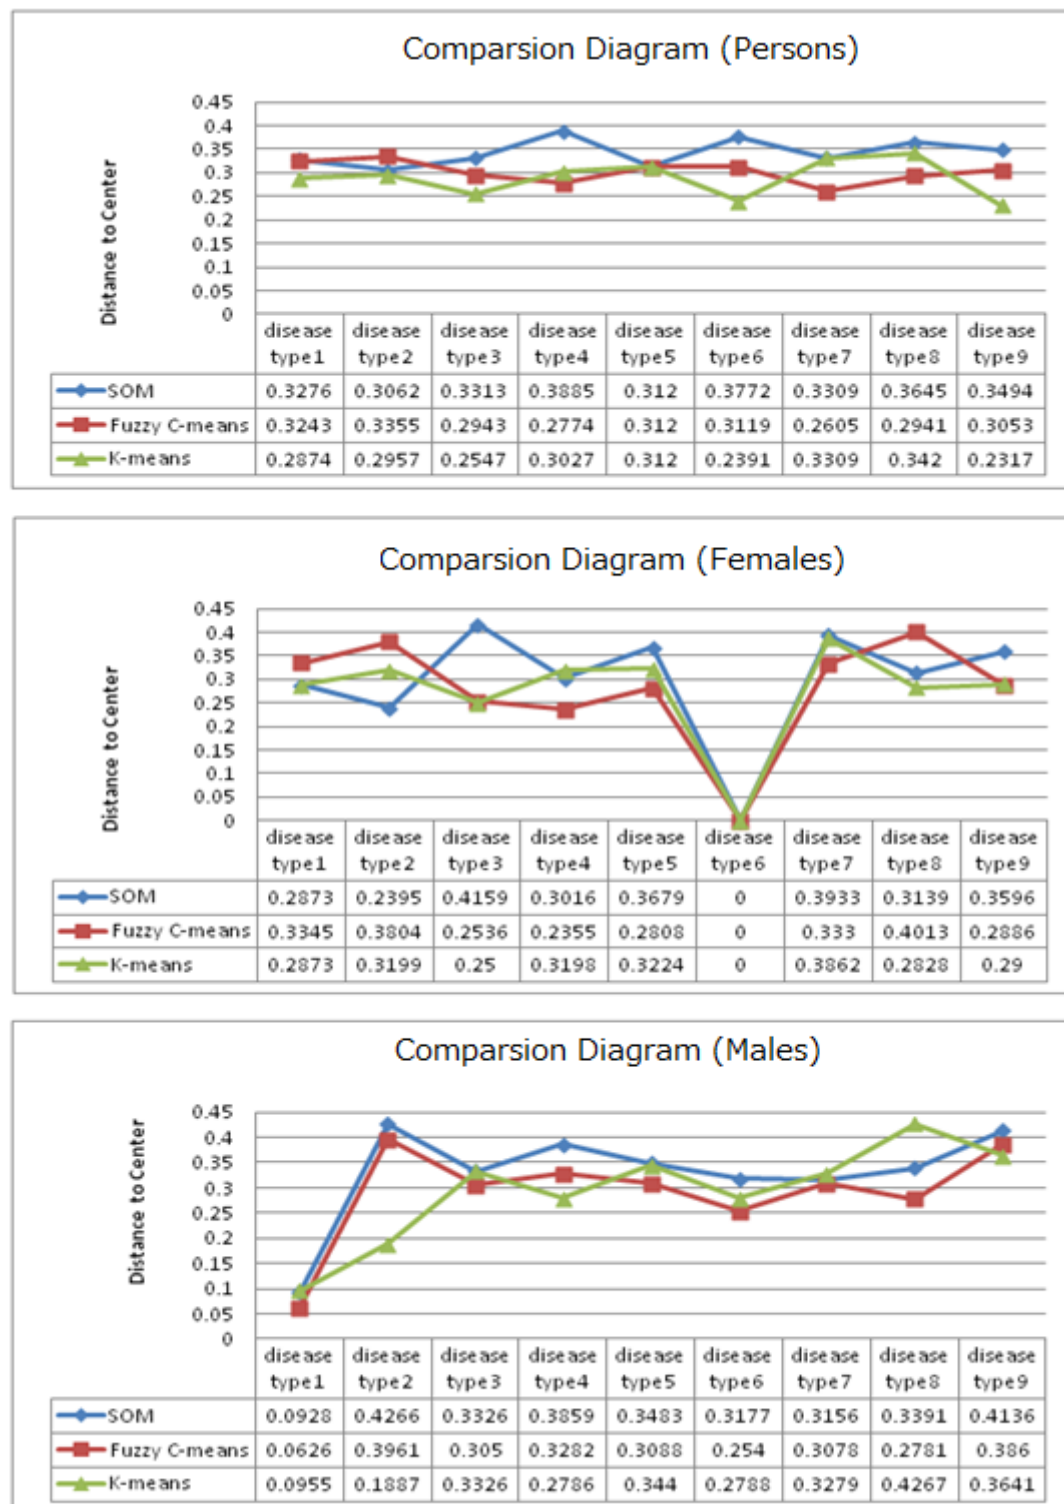 Comparsion Diagram (Persons)
Distance to Center
0.45
0.4
0.35
0.3
0.25
0.2
0.15
0.1
0.05
0
disease disease disease disease disease disease disease disease disease
type1 type2 type3 type4 type5 type6 type7 type8 type9
SOM 0.3276 0.3062 0.3313 0.3885 0.312 0.3772 0.3309 0.3645 0.3494
Fuzzy C-means 0.3243 0.3355 0.2943 0.2774 0.312 0.3119 0.2605 0.2941 0.3053
K-means 0.2874 0.2957 0.2547 0.3027 0.312 0.2391 0.3309 0.342 0.2317
Comparsion Diagram (Females)
Distance to Center
0.45
0.4
0.35
0.3
0.25
0.2
0.15
0.1
0.05
0
disease disease disease disease disease disease disease disease disease
type1 type2 type3 type4 type5 type6 type7 type8 type9
SOM 0.2873 0.2395 0.4159 0.3016 0.3679 0 0.3933 0.3139 0.3596
Fuzzy C-means 0.3345 0.3804 0.2536 0.2355 0.2808 0 0.333 0.4013 0.2886
K-means 0.2873 0.3199 0.25 0.3198 0.3224 0 0.3862 0.2828 0.29
Comparsion Diagram (Males)
Distance to Center
0.45
0.4
0.35
0.3
0.25
0.2
0.15
0.1
0.05
0
disease disease disease disease disease disease disease disease disease
type1 type2 type3 type4 type5 type6 type7 type8 type9
SOM 0.0928 0.4266 0.3326 0.3859 0.3483 0.3177 0.3156 0.3391 0.4136
Fuzzy C-means 0.0626 0.3961 0.305 0.3282 0.3088 0.254 0.3078 0.2781 0.386
K-means 0.0955 0.1887 0.3326 0.2786 0.344 0.2788 0.3279 0.4267 0.3641